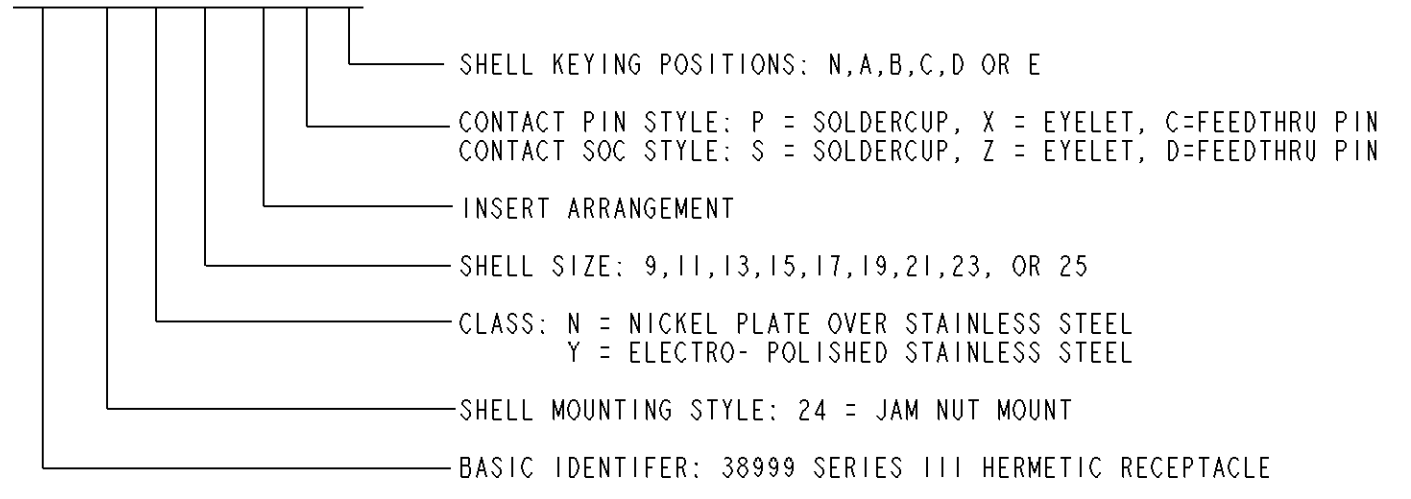 SHELL KEYING POSITIONS: N,A,B,C,D OR E
CONTACT PIN STYLE: P = SOLDERCUP, X = EYELET, C=FEEDTHRU PIN
CONTACT SOC STYLE: S = SOLDERCUP, Z = EYELET, D=FEEDTHRU PIN
INSERT ARRANGEMENT
SHELL SIZE: 9,11,13,15,17,19,21,23, OR 25
CLASS: N = NICKEL PLATE OVER STAINLESS STEEL
Y = ELECTRO- POLISHED STAINLESS STEEL
SHELL MOUNTING STYLE: 24 = JAM NUT MOUNT
BASIC IDENTIFER: 38999 SERIES III HERMETIC RECEPTACLE